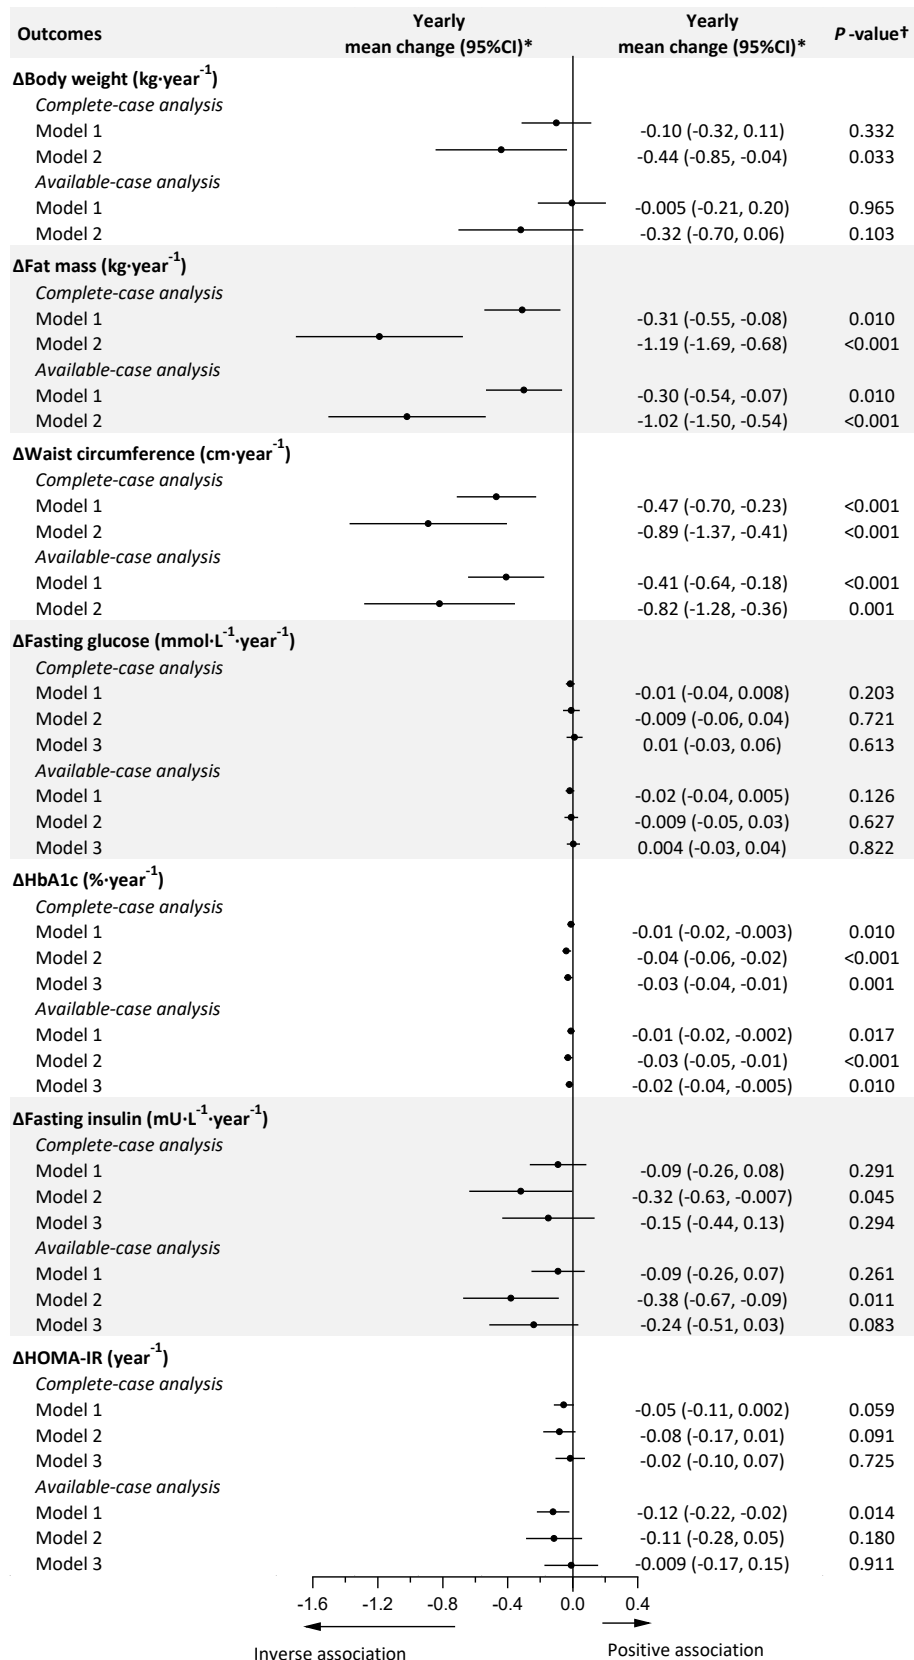 Outcomes Yearly mean change (95%CI)* Yearly mean change (95%CI)* P-value†
ΔBody weight (kg·year⁻¹)
Complete-case analysis
Model 1 -0.10 (-0.32, 0.11) 0.332
Model 2 -0.44 (-0.85, -0.04) 0.033
Available-case analysis
Model 1 -0.005 (-0.21, 0.20) 0.965
Model 2 -0.32 (-0.70, 0.06) 0.103
ΔFat mass (kg·year⁻¹)
Complete-case analysis
Model 1 -0.31 (-0.55, -0.08) 0.010
Model 2 -1.19 (-1.69, -0.68) <0.001
Available-case analysis
Model 1 -0.30 (-0.54, -0.07) 0.010
Model 2 -1.02 (-1.50, -0.54) <0.001
ΔWaist circumference (cm·year⁻¹)
Complete-case analysis
Model 1 -0.47 (-0.70, -0.23) <0.001
Model 2 -0.89 (-1.37, -0.41) <0.001
Available-case analysis
Model 1 -0.41 (-0.64, -0.18) <0.001
Model 2 -0.82 (-1.28, -0.36) 0.001
ΔFasting glucose (mmol·L⁻¹·year⁻¹)
Complete-case analysis
Model 1 -0.01 (-0.04, 0.008) 0.203
Model 2 -0.009 (-0.06, 0.04) 0.721
Model 3 0.01 (-0.03, 0.06) 0.613
Available-case analysis
Model 1 -0.02 (-0.04, 0.005) 0.126
Model 2 -0.009 (-0.05, 0.03) 0.627
Model 3 0.004 (-0.03, 0.04) 0.822
ΔHbA1c (%·year⁻¹)
Complete-case analysis
Model 1 -0.01 (-0.02, -0.003) 0.010
Model 2 -0.04 (-0.06, -0.02) <0.001
Model 3 -0.03 (-0.04, -0.01) 0.001
Available-case analysis
Model 1 -0.01 (-0.02, -0.002) 0.017
Model 2 -0.03 (-0.05, -0.01) <0.001
Model 3 -0.02 (-0.04, -0.005) 0.010
ΔFasting insulin (mU·L⁻¹·year⁻¹)
Complete-case analysis
Model 1 -0.09 (-0.26, 0.08) 0.291
Model 2 -0.32 (-0.63, -0.007) 0.045
Model 3 -0.15 (-0.44, 0.13) 0.294
Available-case analysis
Model 1 -0.09 (-0.26, 0.07) 0.261
Model 2 -0.38 (-0.67, -0.09) 0.011
Model 3 -0.24 (-0.51, 0.03) 0.083
ΔHOMA-IR (year⁻¹)
Complete-case analysis
Model 1 -0.05 (-0.11, 0.002) 0.059
Model 2 -0.08 (-0.17, 0.01) 0.091
Model 3 -0.02 (-0.10, 0.07) 0.725
Available-case analysis
Model 1 -0.12 (-0.22, -0.02) 0.014
Model 2 -0.11 (-0.28, 0.05) 0.180
Model 3 -0.009 (-0.17, 0.15) 0.911
-1.6 -1.2 -0.8 -0.4 0.0 0.4
Inverse association Positive association